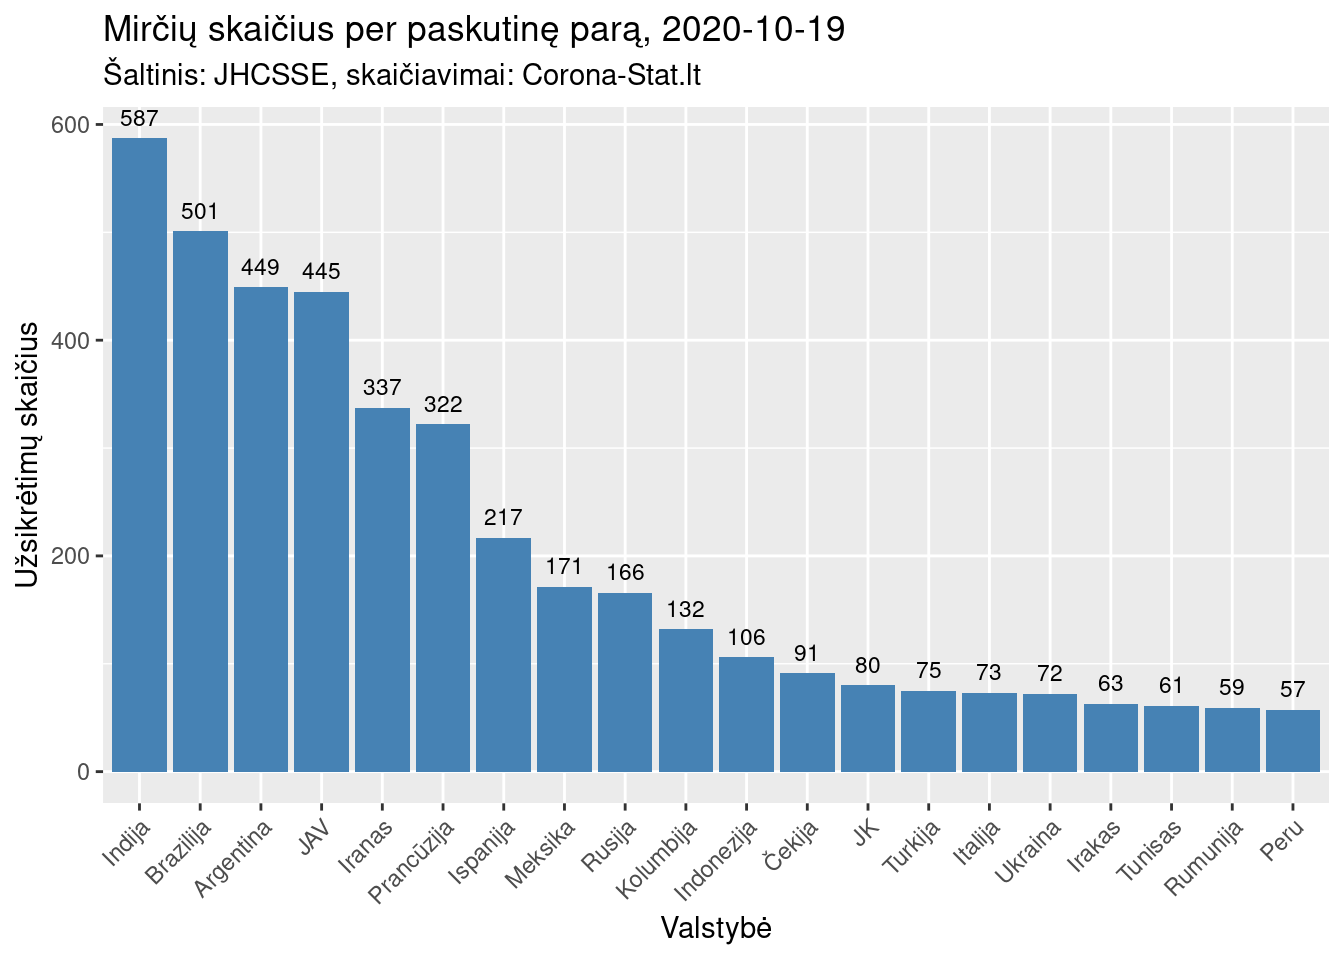 Mirčių skaičius per paskutinę parą, 2020-10-19
Šaltinis: JHCSSE, skaičiavimai: Corona-Stat.lt
Užsikrėtimų skaičius
600
400
200
0
587
501
449
445
337
322
217
171
166
132
106
91
80
75
73
72
63
61
59
57
Indija
Brazilija
Argentina
JAV
Iranas
Prancūzija
Ispanija
Meksika
Rusija
Kolumbija
Indonezija
Čekija
JK
Turkija
Italija
Ukraina
Irakas
Tunisas
Rumunija
Peru
Valstybė